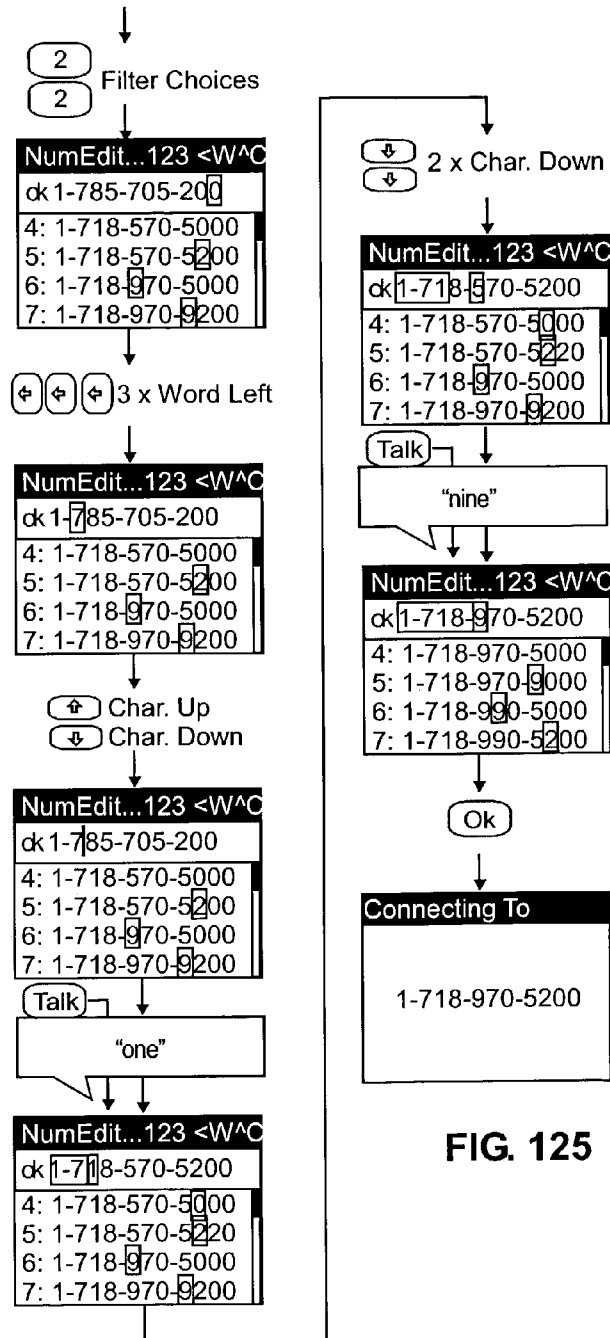 2
2
Filter Choices
NumEdit...123 <W^C
ok 1-785-705-200
4: 1-718-570-5000
5: 1-718-570-5200
6: 1-718-970-5000
7: 1-718-970-9200
3 x Word Left
NumEdit...123 <W^C
ok 1-785-705-200
4: 1-718-570-5000
5: 1-718-570-5200
6: 1-718-970-5000
7: 1-718-970-9200
Char. Up
Char. Down
NumEdit...123 <W^C
ok 1-785-705-200
4: 1-718-570-5000
5: 1-718-570-5200
6: 1-718-970-5000
7: 1-718-970-9200
Talk
“one”
NumEdit...123 <W^C
ok 1-718-570-5200
4: 1-718-570-5000
5: 1-718-570-5220
6: 1-718-970-5000
7: 1-718-970-9200
2 x Char. Down
NumEdit...123 <W^C
ok 1-718-570-5200
4: 1-718-570-5000
5: 1-718-570-5220
6: 1-718-970-5000
7: 1-718-970-9200
Talk
“nine”
NumEdit...123 <W^C
ok 1-718-970-5200
4: 1-718-970-5000
5: 1-718-970-9000
6: 1-718-990-5000
7: 1-718-990-5200
Ok
Connecting To
1-718-970-5200
FIG. 125